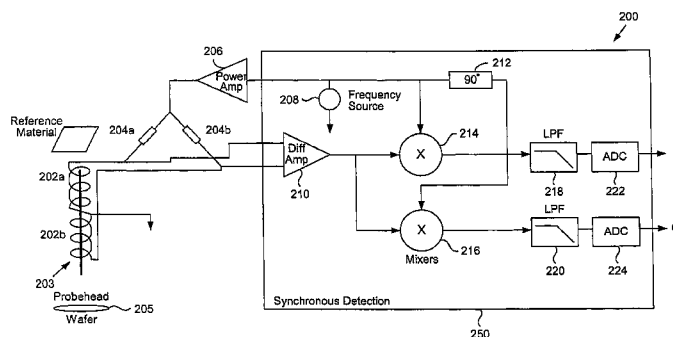 200
206
Power
Amp
212
90°
208
Frequency
Source
Reference
Material
204a
204b
214
X
LPF
218
ADC
222
Diff
Amp
210
202a
202b
X
216
Mixers
LPF
220
ADC
224
203
Probehead
205
Wafer
Synchronous Detection
250